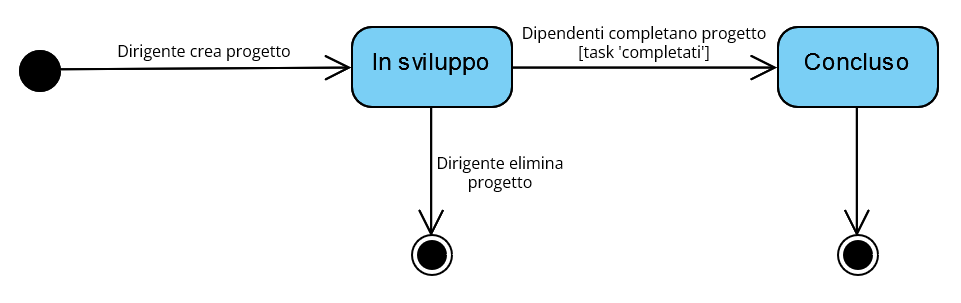 Dirigente crea progetto
In sviluppo
Dipendenti completano progetto
[task 'completati']
Concluso
Dirigente elimina
progetto